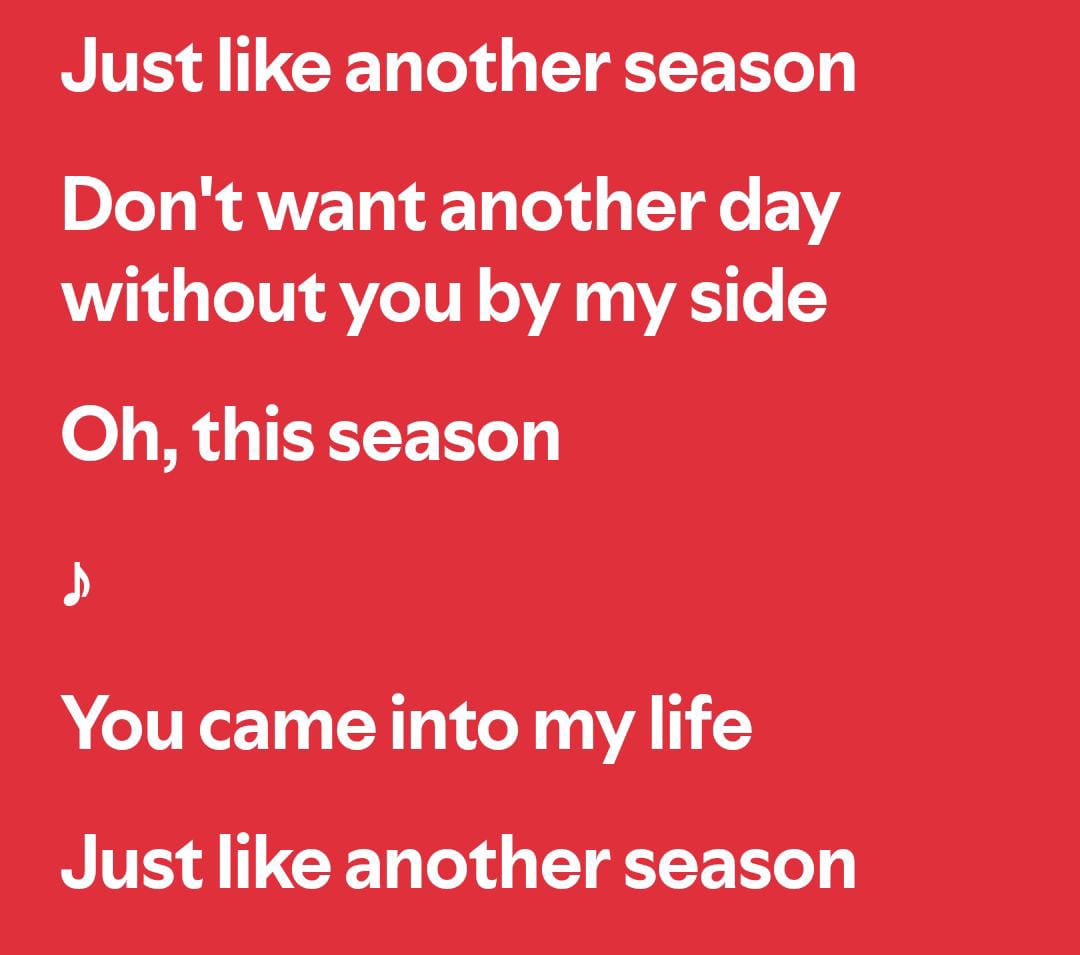 Just like another season
Don't want another day
without you by my side
Oh, this season
♪
You came into my life
Just like another season